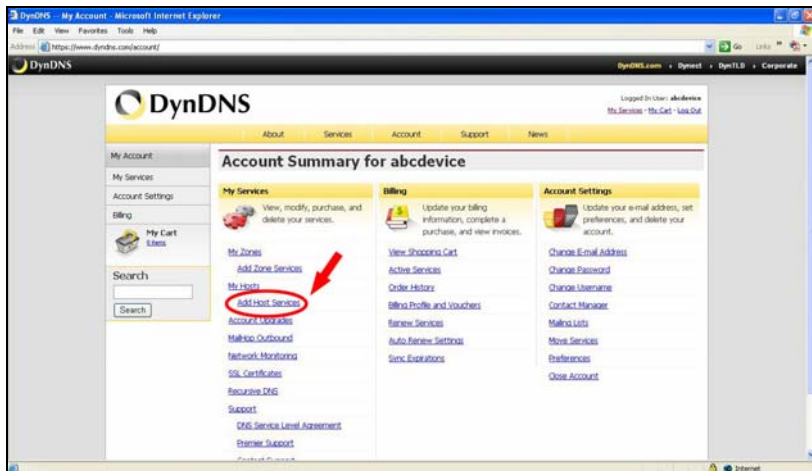 DynDNS -- My Account - Microsoft Internet Explorer
File Edit View Favorites Tools Help
Address https://www.dyndns.com/account/ Go Links
DynDNS DynDNS.com Dynect DynTLD Corporate
DynDNS
Logged In User: abcdevice
My Services - My Cart - Log Out
About Services Account Support News
My Account
My Services
Account Settings
Billing
My Cart
0 items
Search
Search
Account Summary for abcdevice
My Services
View, modify, purchase, and
delete your services.
My Zones
Add Zone Services
My Hosts
Add Host Services
Account Upgrades
MailHop Outbound
Network Monitoring
SSL Certificates
Recursive DNS
Support
DNS Service Level Agreement
Premier Support
Contact Support
Billing
Update your billing
information, complete a
purchase, and view invoices.
View Shopping Cart
Active Services
Order History
Billing Profile and Vouchers
Renew Services
Auto Renew Settings
Sync Expirations
Account Settings
Update your e-mail address, set
preferences, and delete your
account.
Change E-mail Address
Change Password
Change Username
Contact Manager
Mailing Lists
Move Services
Preferences
Close Account
Internet